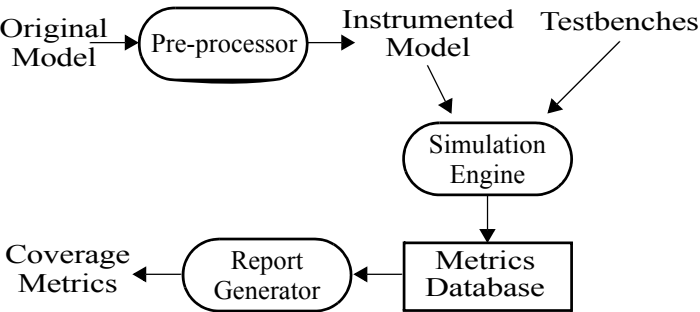 Original
Model
Pre-processor
Instrumented
Model
Testbenches
Simulation
Engine
Metrics
Database
Report
Generator
Coverage
Metrics